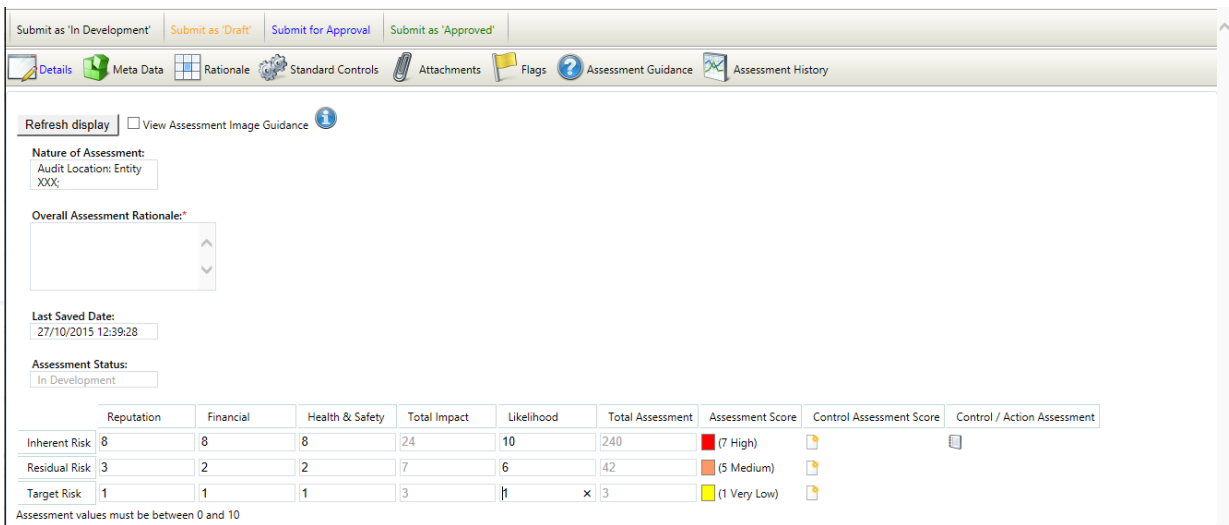 Submit as 'In Development' Submit as 'Draft' Submit for Approval Submit as 'Approved'
Details Meta Data Rationale Standard Controls Attachments Flags Assessment Guidance Assessment History
Refresh display View Assessment Image Guidance
Nature of Assessment:
Audit Location: Entity
XXX;
Overall Assessment Rationale:*
Last Saved Date:
27/10/2015 12:39:28
Assessment Status:
In Development
Reputation Financial Health & Safety Total Impact Likelihood Total Assessment Assessment Score Control Assessment Score Control / Action Assessment
Inherent Risk 8 8 8 24 10 240 (7 High)
Residual Risk 3 2 2 7 6 42 (5 Medium)
Target Risk 1 1 1 3 1 × 3 (1 Very Low)
Assessment values must be between 0 and 10